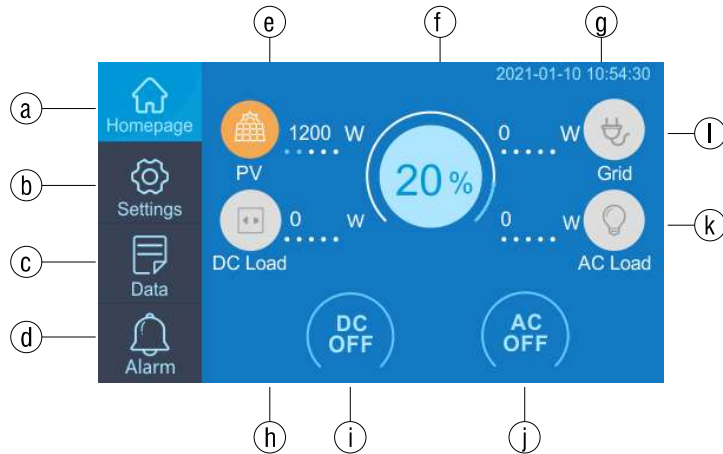 e
f
g
2021-01-10 10:54:30
a
Homepage
1200 W
PV
20 %
0 W
Grid
l
b
Settings
0 W
DC Load
0 W
AC Load
k
c
Data
d
Alarm
DC
OFF
AC
OFF
h
i
j